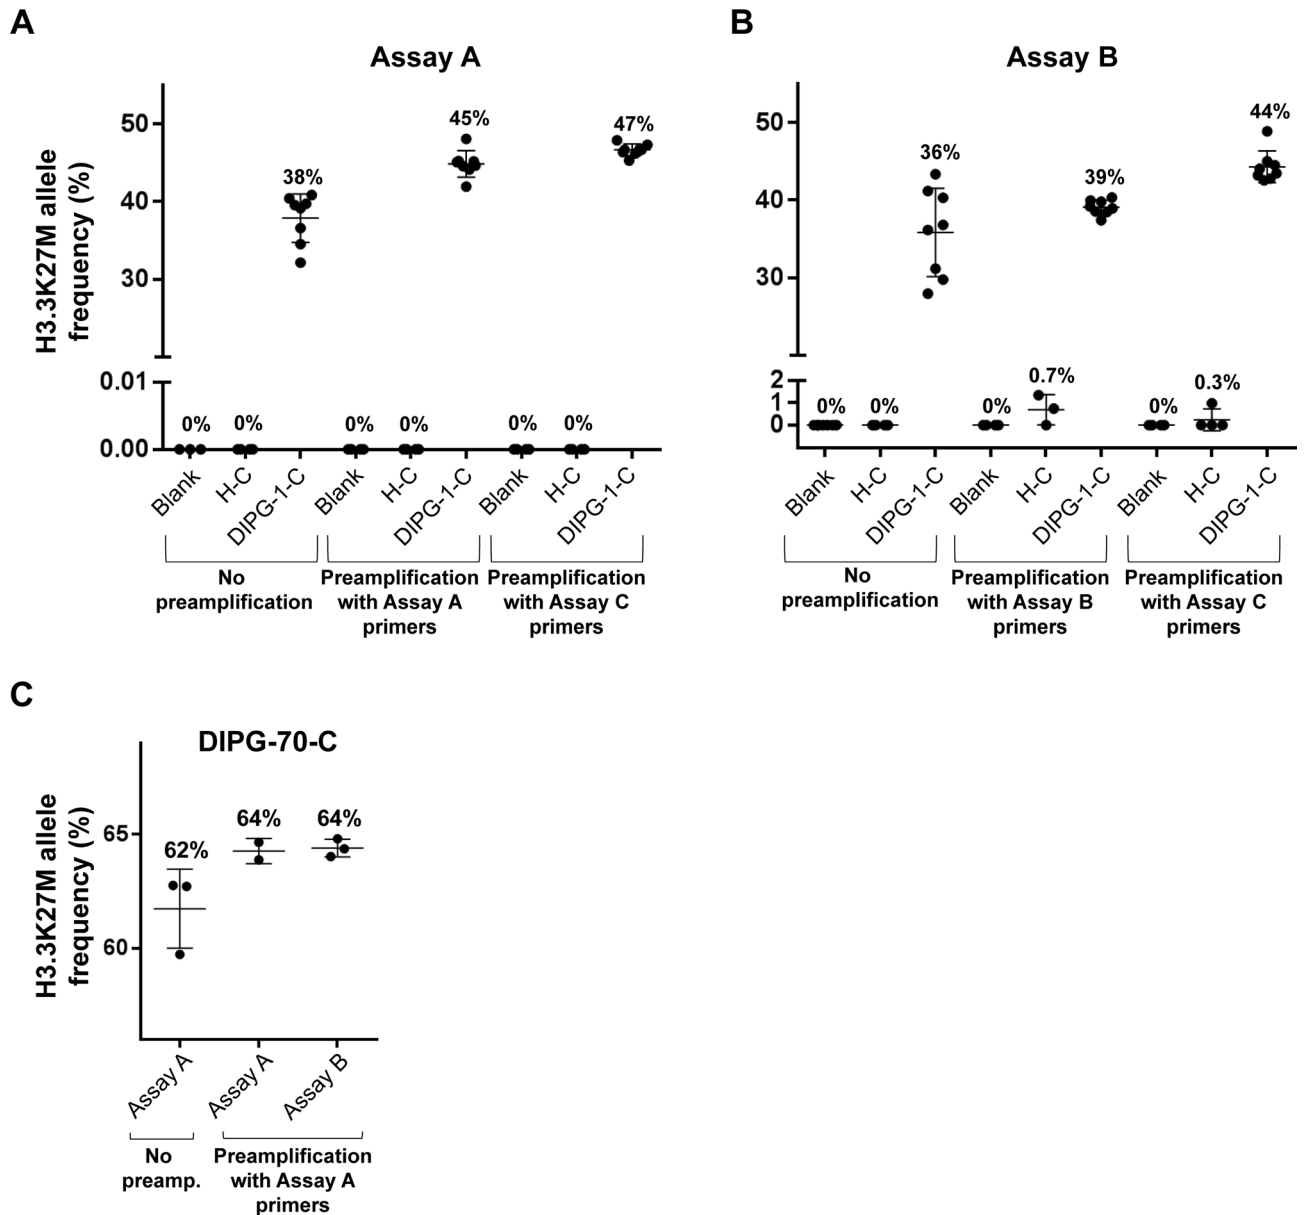 A
Assay A
H3.3K27M allele
frequency (%)
50
40
30
0.01
0.00
0%
0%
38%
0%
0%
45%
0%
0%
47%
Blank
H-C
DIPG-1-C
Blank
H-C
DIPG-1-C
Blank
H-C
DIPG-1-C
No
preamplification
Preamplification
with Assay A
primers
Preamplification
with Assay C
primers
B
Assay B
50
40
30
2
1
0
0%
0%
36%
0%
0.7%
39%
0%
0.3%
44%
Blank
H-C
DIPG-1-C
Blank
H-C
DIPG-1-C
Blank
H-C
DIPG-1-C
No
preamplification
Preamplification
with Assay B
primers
Preamplification
with Assay C
primers
C
DIPG-70-C
H3.3K27M allele
frequency (%)
65
60
62%
64%
64%
Assay A
Assay A
Assay B
No
preamp.
Preamplification
with Assay A
primers